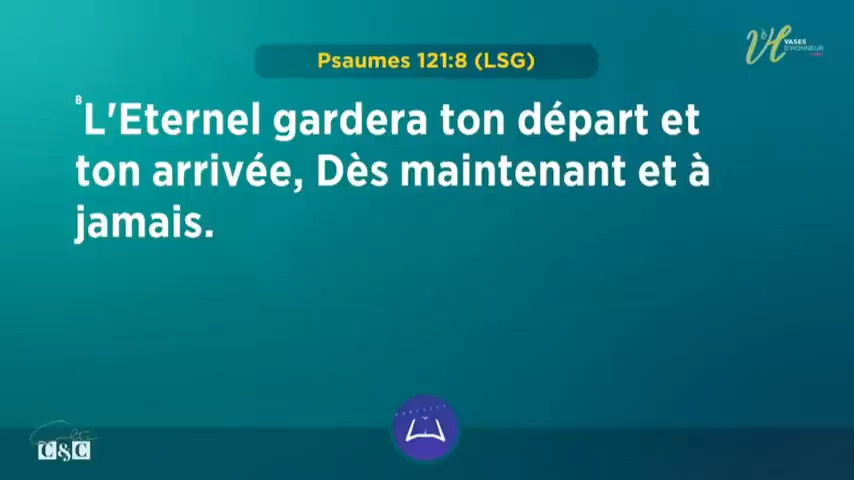 VASES
D'HONNEUR
Psaumes 121:8 (LSG)
8 L'Eternel gardera ton départ et
ton arrivée, Dès maintenant et à
jamais.
C&C